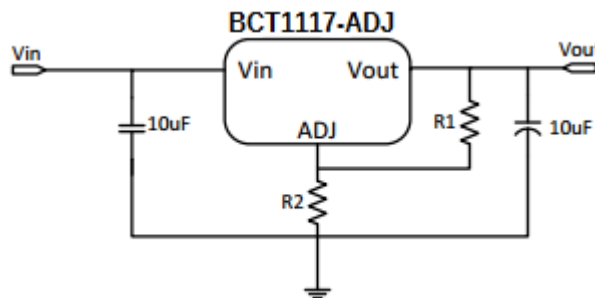 BCT1117-ADJ
Vin
Vout
Vin
Vout
ADJ
10uF
R1
10uF
R2